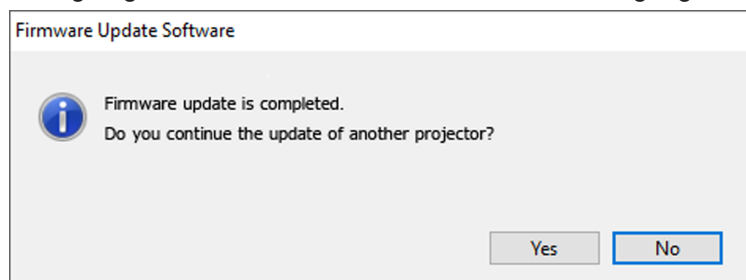 Firmware Update Software
Firmware update is completed.
Do you continue the update of another projector?
Yes
No